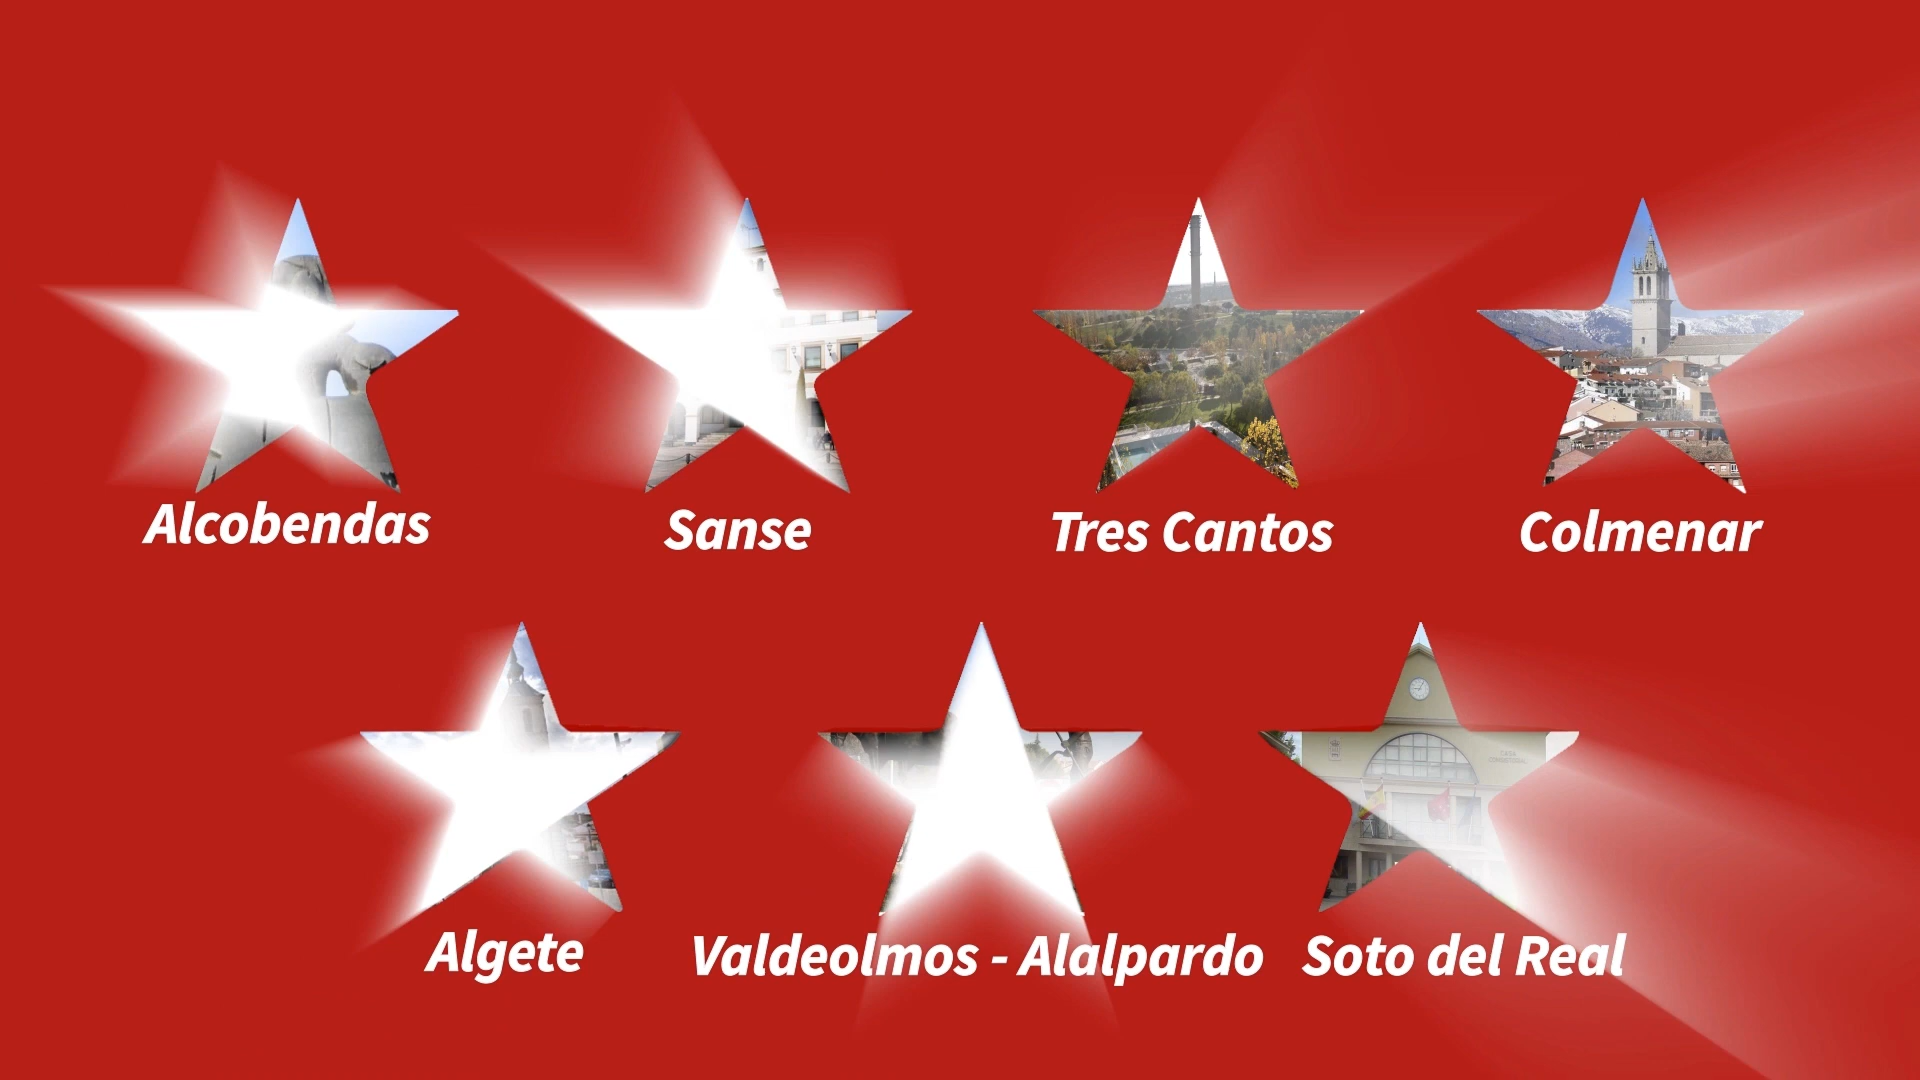 Alcobendas
Sanse
Tres Cantos
Colmenar
Algete
Valdeolmos - Alalpardo
Soto del Real